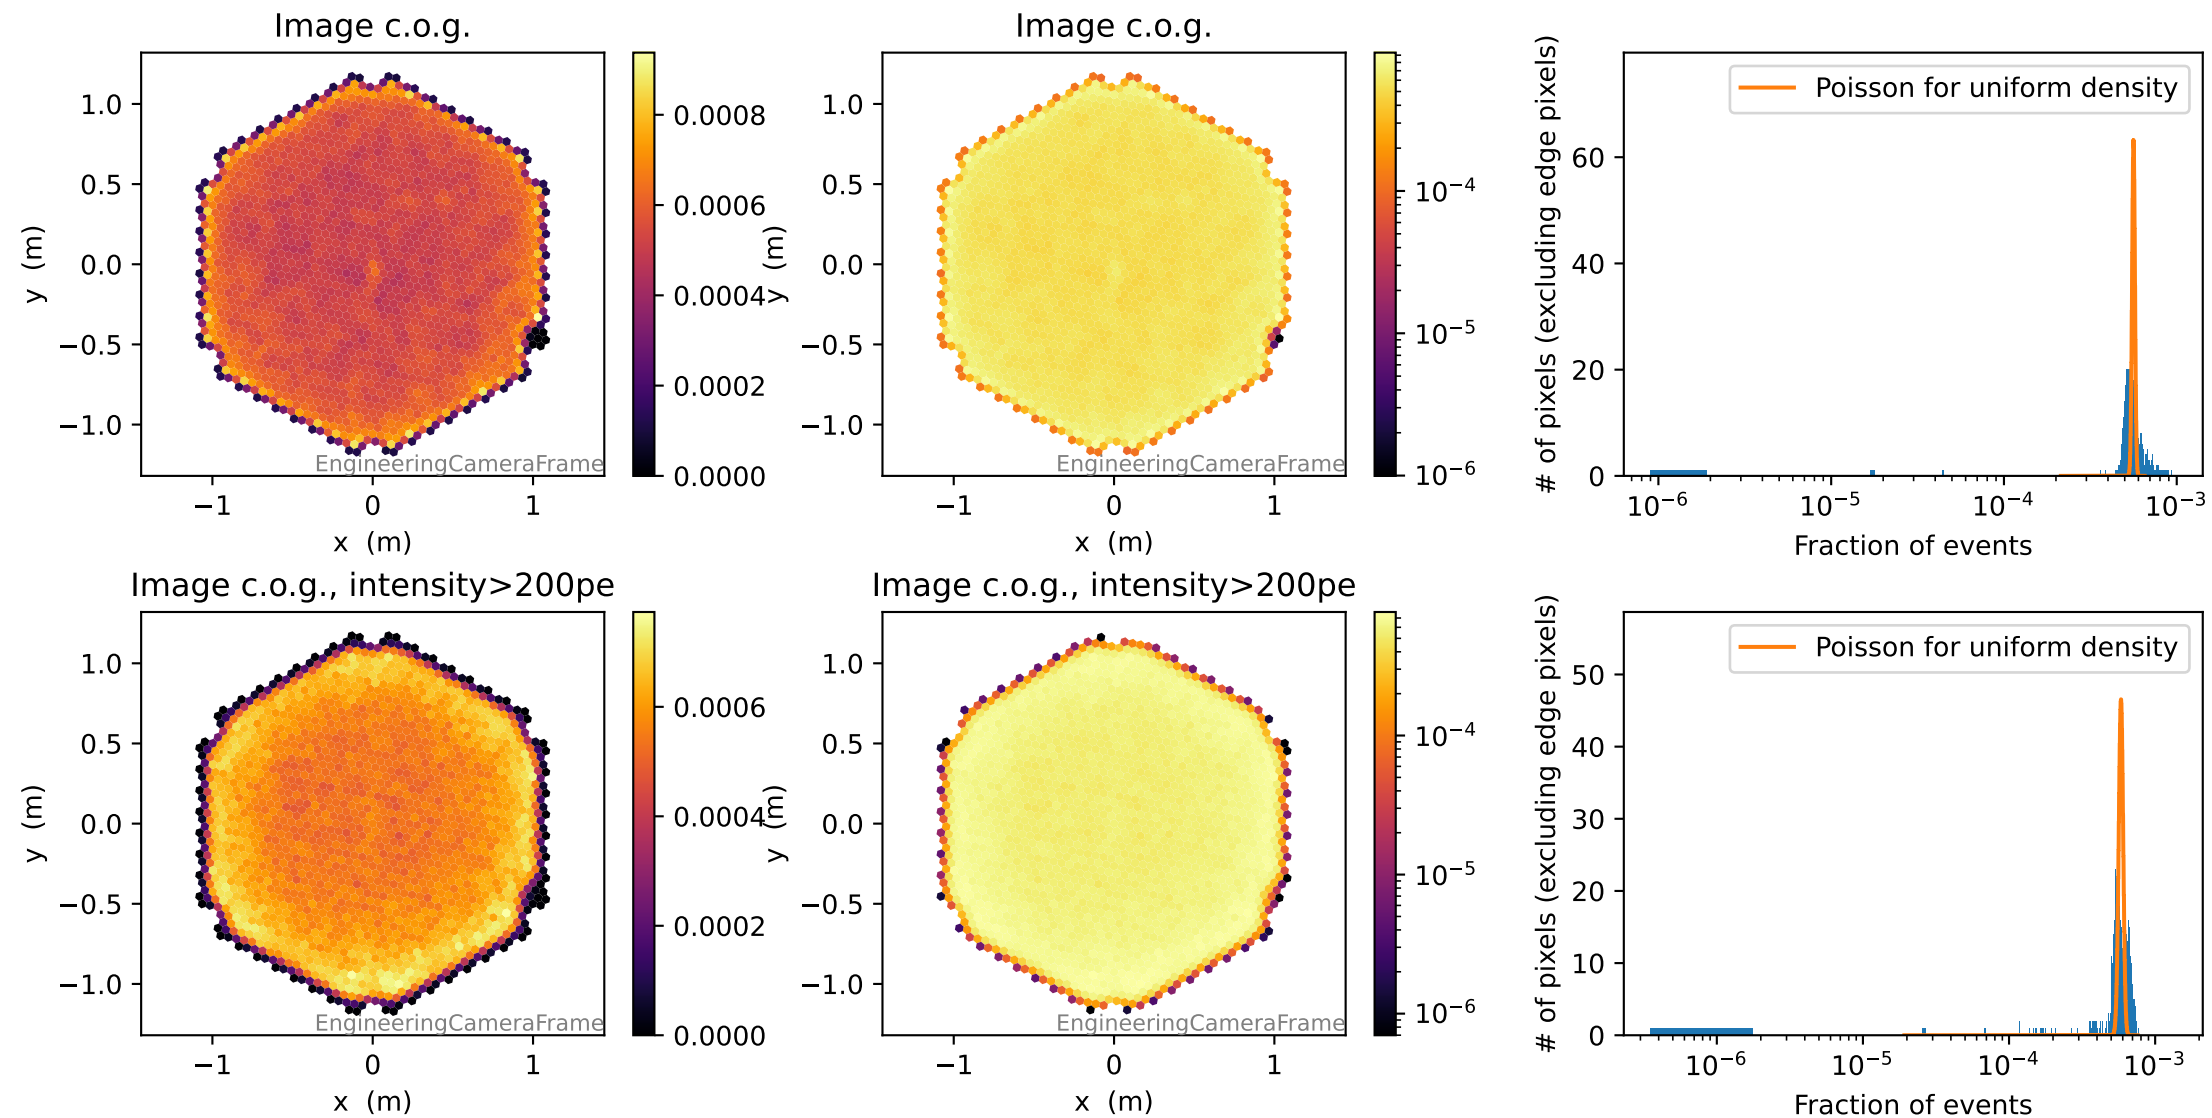 Image c.o.g.
1.0
0.5
0.0
−0.5
−1.0
y (m)
−1
0
1
x (m)
EngineeringCameraFrame
0.0008
0.0006
0.0004
0.0002
0.0000
Image c.o.g.
1.0
0.5
0.0
−0.5
−1.0
y (m)
−1
0
1
x (m)
EngineeringCameraFrame
10⁻⁴
10⁻⁵
10⁻⁶
Poisson for uniform density
# of pixels (excluding edge pixels)
60
40
20
0
10⁻⁶
10⁻⁵
10⁻⁴
10⁻³
Fraction of events
Image c.o.g., intensity>200pe
1.0
0.5
0.0
−0.5
−1.0
y (m)
−1
0
1
x (m)
EngineeringCameraFrame
0.0006
0.0004
0.0002
0.0000
Image c.o.g., intensity>200pe
1.0
0.5
0.0
−0.5
−1.0
y (m)
−1
0
1
x (m)
EngineeringCameraFrame
10⁻⁴
10⁻⁵
10⁻⁶
Poisson for uniform density
# of pixels (excluding edge pixels)
50
40
30
20
10
0
10⁻⁶
10⁻⁵
10⁻⁴
10⁻³
Fraction of events